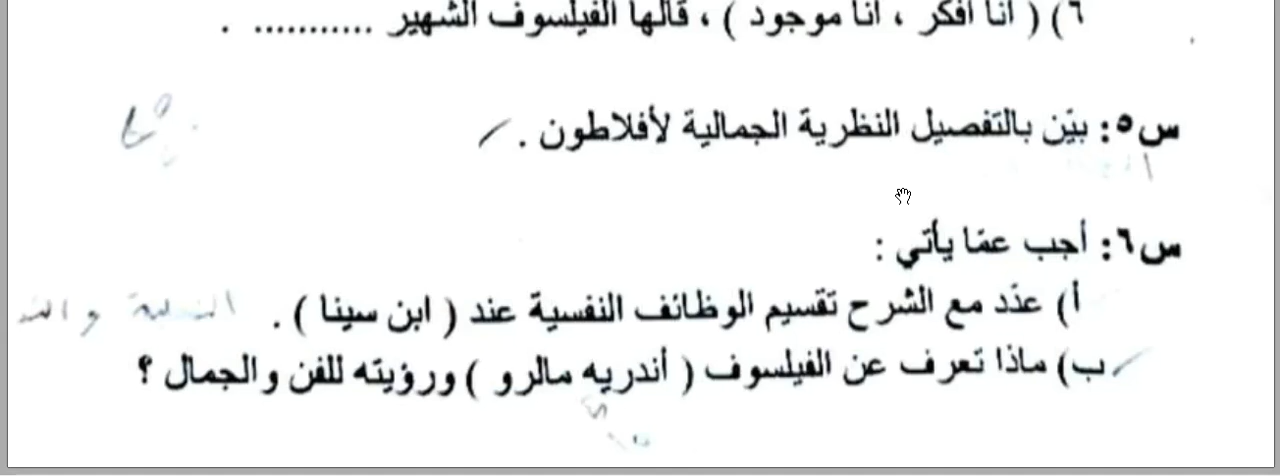 ٦) ( أنا أفكر ، أنا موجود ) ، قالها الفيلسوف الشهير ........... .
س٥: بيّن بالتفصيل النظرية الجمالية لأفلاطون .
س٦: أجب عمّا يأتي :
أ) عدّد مع الشرح تقسيم الوظائف النفسية عند ( ابن سينا ) .
ب) ماذا تعرف عن الفيلسوف ( أندريه مالرو ) ورؤيته للفن والجمال ؟